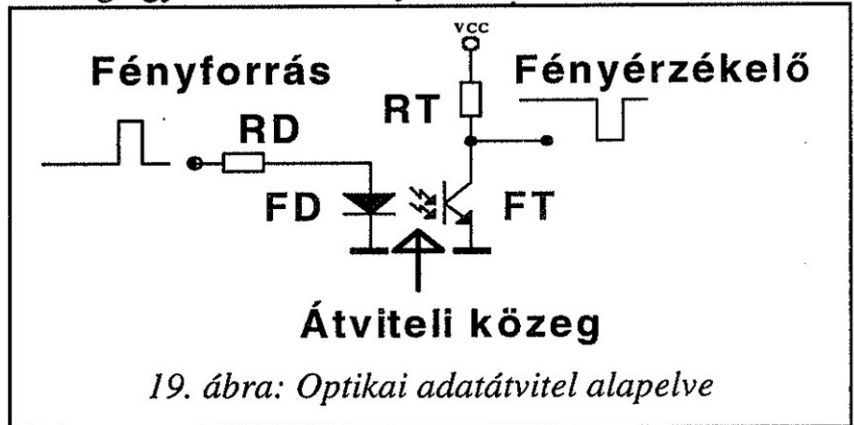 VCC
Fényforrás
Fényérzékelő
RT
RD
FD
FT
Átviteli közeg
19. ábra: Optikai adatátvitel alapelve